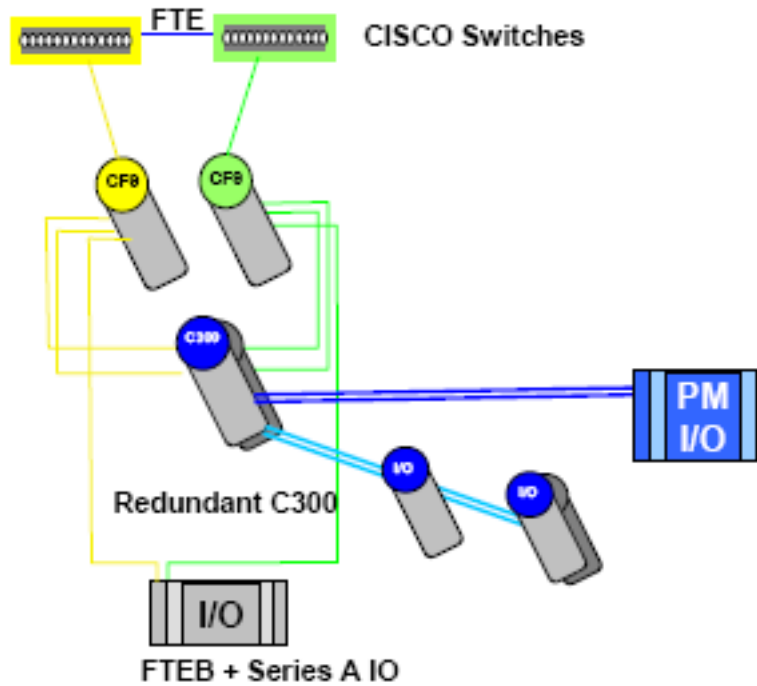 FTE
CISCO Switches
CF9
CF9
C300
PM
I/O
I/O
I/O
Redundant C300
I/O
FTEB + Series A IO